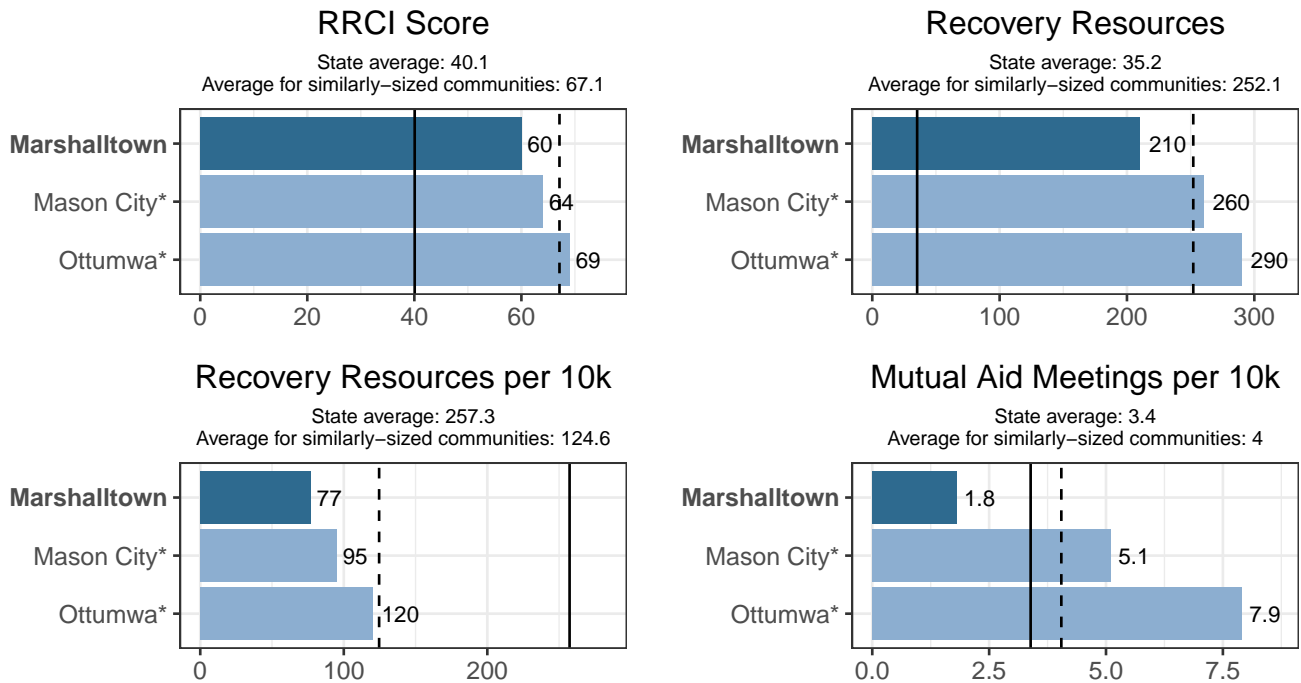 RRCI Score
State average: 40.1
Average for similarly−sized communities: 67.1
Marshalltown
60
Mason City*
64
Ottumwa*
69
0 20 40 60
Recovery Resources
State average: 35.2
Average for similarly−sized communities: 252.1
Marshalltown
210
Mason City*
260
Ottumwa*
290
0 100 200 300
Recovery Resources per 10k
State average: 257.3
Average for similarly−sized communities: 124.6
Marshalltown
77
Mason City*
95
Ottumwa*
120
0 100 200
Mutual Aid Meetings per 10k
State average: 3.4
Average for similarly−sized communities: 4
Marshalltown
1.8
Mason City*
5.1
Ottumwa*
7.9
0.0 2.5 5.0 7.5